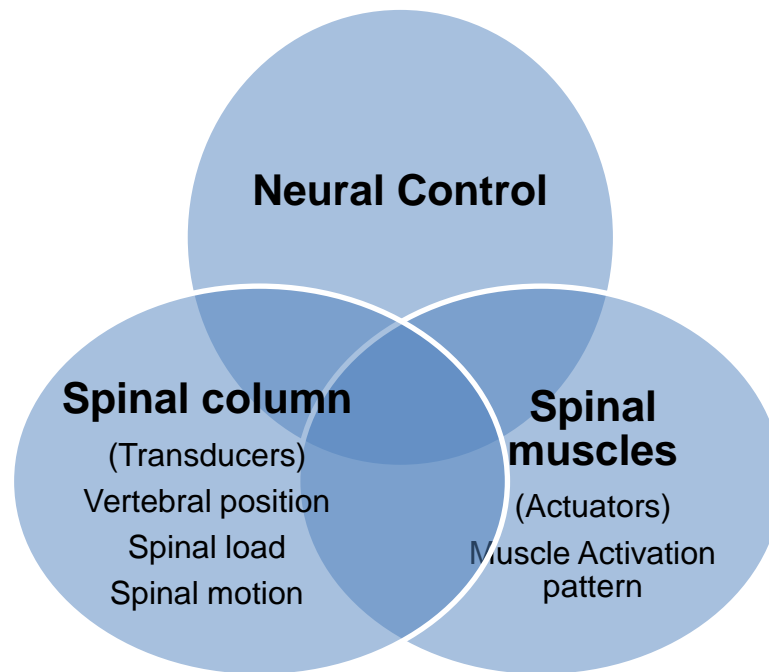 Neural Control
Spinal column
(Transducers)
Vertebral position
Spinal load
Spinal motion
Spinal
muscles
(Actuators)
Muscle Activation
pattern